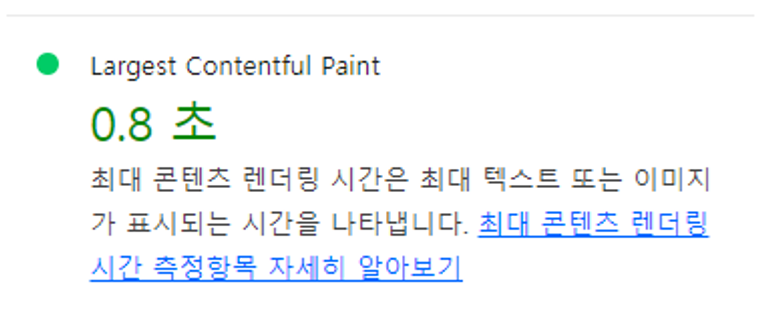 Largest Contentful Paint
0.8 초
최대 콘텐츠 렌더링 시간은 최대 텍스트 또는 이미지
가 표시되는 시간을 나타냅니다. 최대 콘텐츠 렌더링
시간 측정항목 자세히 알아보기